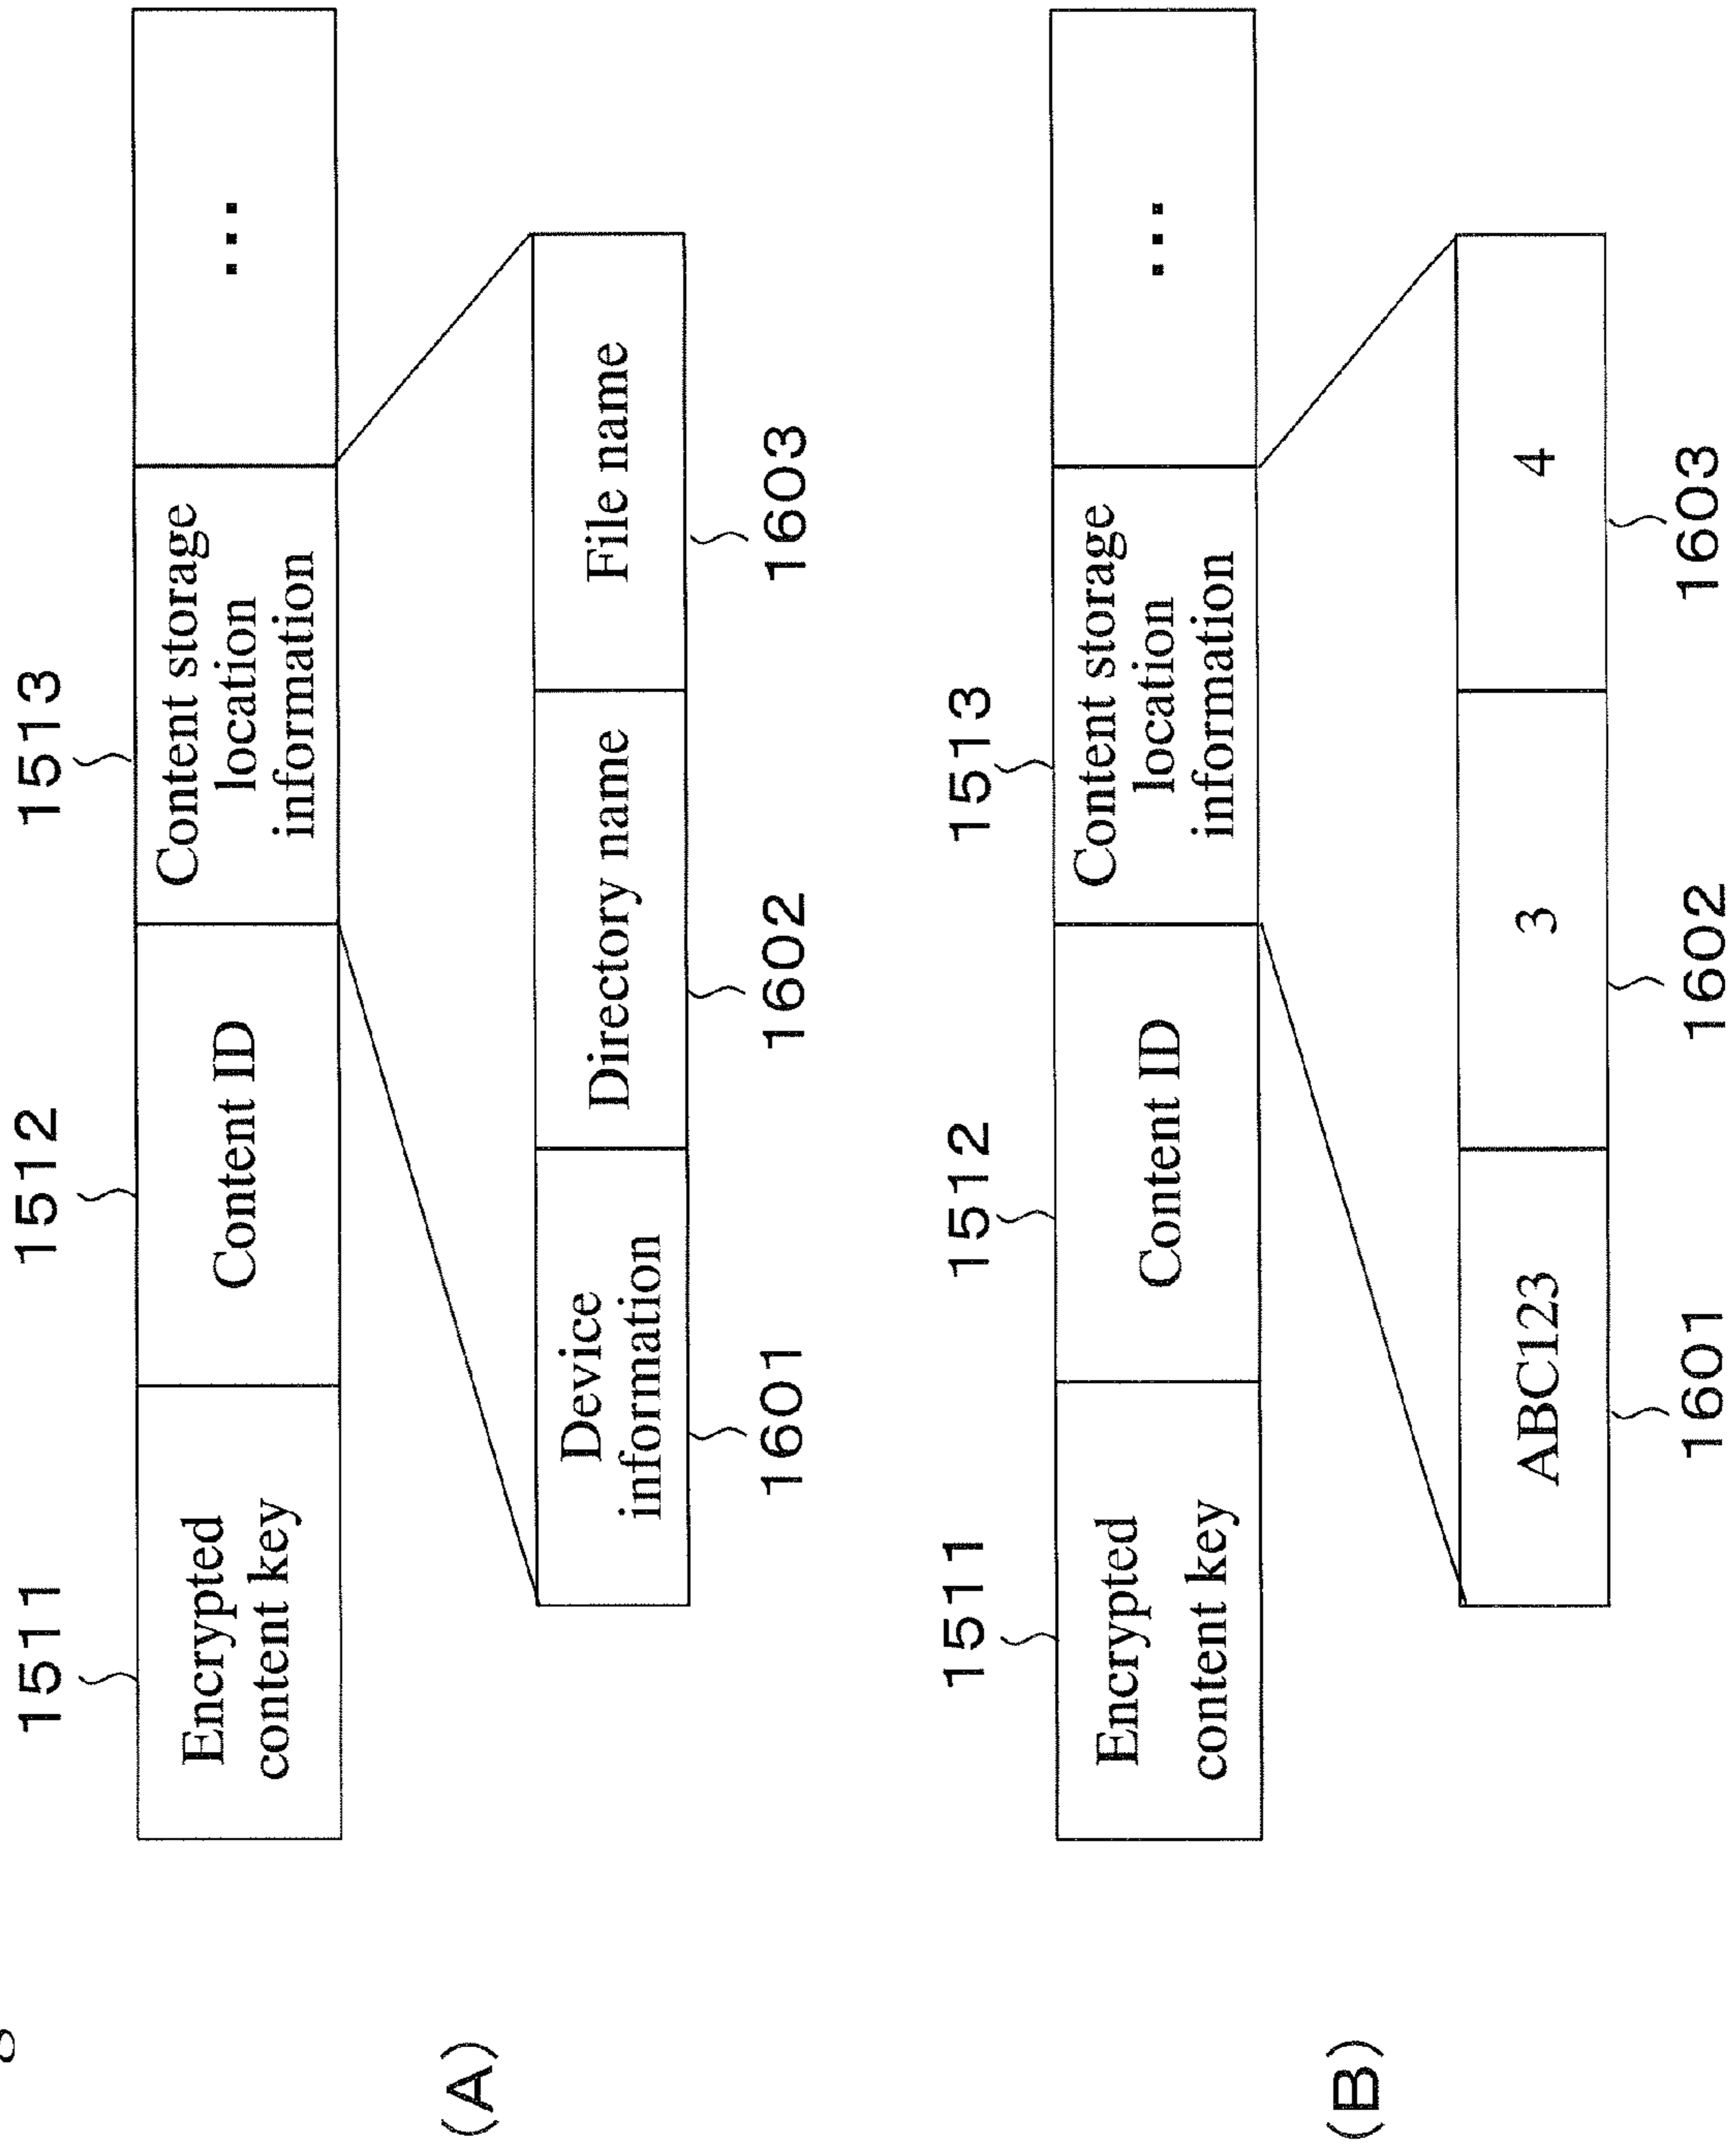 (A)
1511
1512
1513
Encrypted
content key
Content ID
Content storage
location
information
...
Device
information
Directory name
File name
1601
1602
1603
(B)
1511
1512
1513
Encrypted
content key
Content ID
Content storage
location
information
...
ABC123
3
4
1601
1602
1603